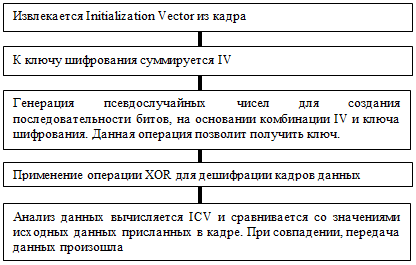 Извлекается Initialization Vector из кадра
К ключу шифрования суммируется IV
Генерация псевдослучайных чисел для создания
последовательности битов, на основании комбинации IV и ключа
шифрования. Данная операция позволит получить ключ.
Применение операции XOR для дешифрации кадров данных
Анализ данных вычисляется ICV и сравнивается со значениями
исходных данных присланных в кадре. При совпадении, передача
данных произошла